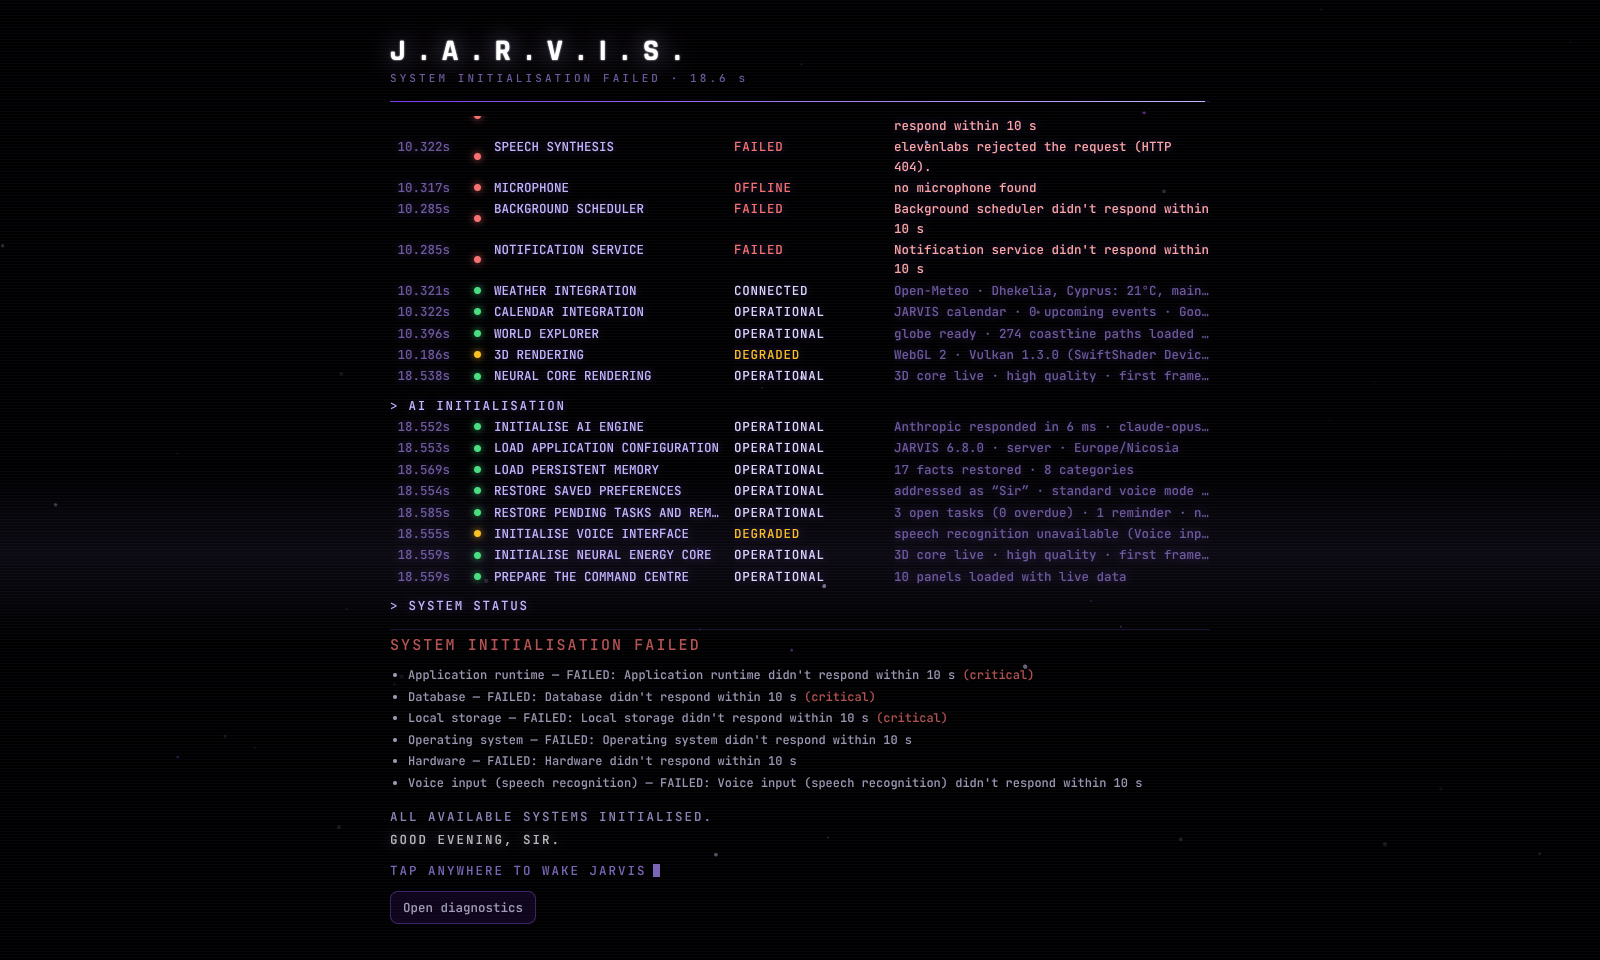 J.A.R.V.I.S.
SYSTEM INITIALISATION FAILED · 18.6 s
respond within 10 s
10.322s SPEECH SYNTHESIS FAILED elevenlabs rejected the request (HTTP
404).
10.317s MICROPHONE OFFLINE no microphone found
10.285s BACKGROUND SCHEDULER FAILED Background scheduler didn't respond within
10 s
10.285s NOTIFICATION SERVICE FAILED Notification service didn't respond within
10 s
10.321s WEATHER INTEGRATION CONNECTED Open-Meteo · Dhekelia, Cyprus: 21°C, main…
10.322s CALENDAR INTEGRATION OPERATIONAL JARVIS calendar · 0 upcoming events · Goo…
10.396s WORLD EXPLORER OPERATIONAL globe ready · 274 coastline paths loaded …
10.186s 3D RENDERING DEGRADED WebGL 2 · Vulkan 1.3.0 (SwiftShader Devic…
18.538s NEURAL CORE RENDERING OPERATIONAL 3D core live · high quality · first frame…
> AI INITIALISATION
18.552s INITIALISE AI ENGINE OPERATIONAL Anthropic responded in 6 ms · claude-opus…
18.553s LOAD APPLICATION CONFIGURATION OPERATIONAL JARVIS 6.8.0 · server · Europe/Nicosia
18.569s LOAD PERSISTENT MEMORY OPERATIONAL 17 facts restored · 8 categories
18.554s RESTORE SAVED PREFERENCES OPERATIONAL addressed as “Sir” · standard voice mode …
18.585s RESTORE PENDING TASKS AND REM… OPERATIONAL 3 open tasks (0 overdue) · 1 reminder · n…
18.555s INITIALISE VOICE INTERFACE DEGRADED speech recognition unavailable (Voice inp…
18.559s INITIALISE NEURAL ENERGY CORE OPERATIONAL 3D core live · high quality · first frame…
18.559s PREPARE THE COMMAND CENTRE OPERATIONAL 10 panels loaded with live data
> SYSTEM STATUS
SYSTEM INITIALISATION FAILED
• Application runtime — FAILED: Application runtime didn't respond within 10 s (critical)
• Database — FAILED: Database didn't respond within 10 s (critical)
• Local storage — FAILED: Local storage didn't respond within 10 s (critical)
• Operating system — FAILED: Operating system didn't respond within 10 s
• Hardware — FAILED: Hardware didn't respond within 10 s
• Voice input (speech recognition) — FAILED: Voice input (speech recognition) didn't respond within 10 s
ALL AVAILABLE SYSTEMS INITIALISED.
GOOD EVENING, SIR.
TAP ANYWHERE TO WAKE JARVIS
Open diagnostics